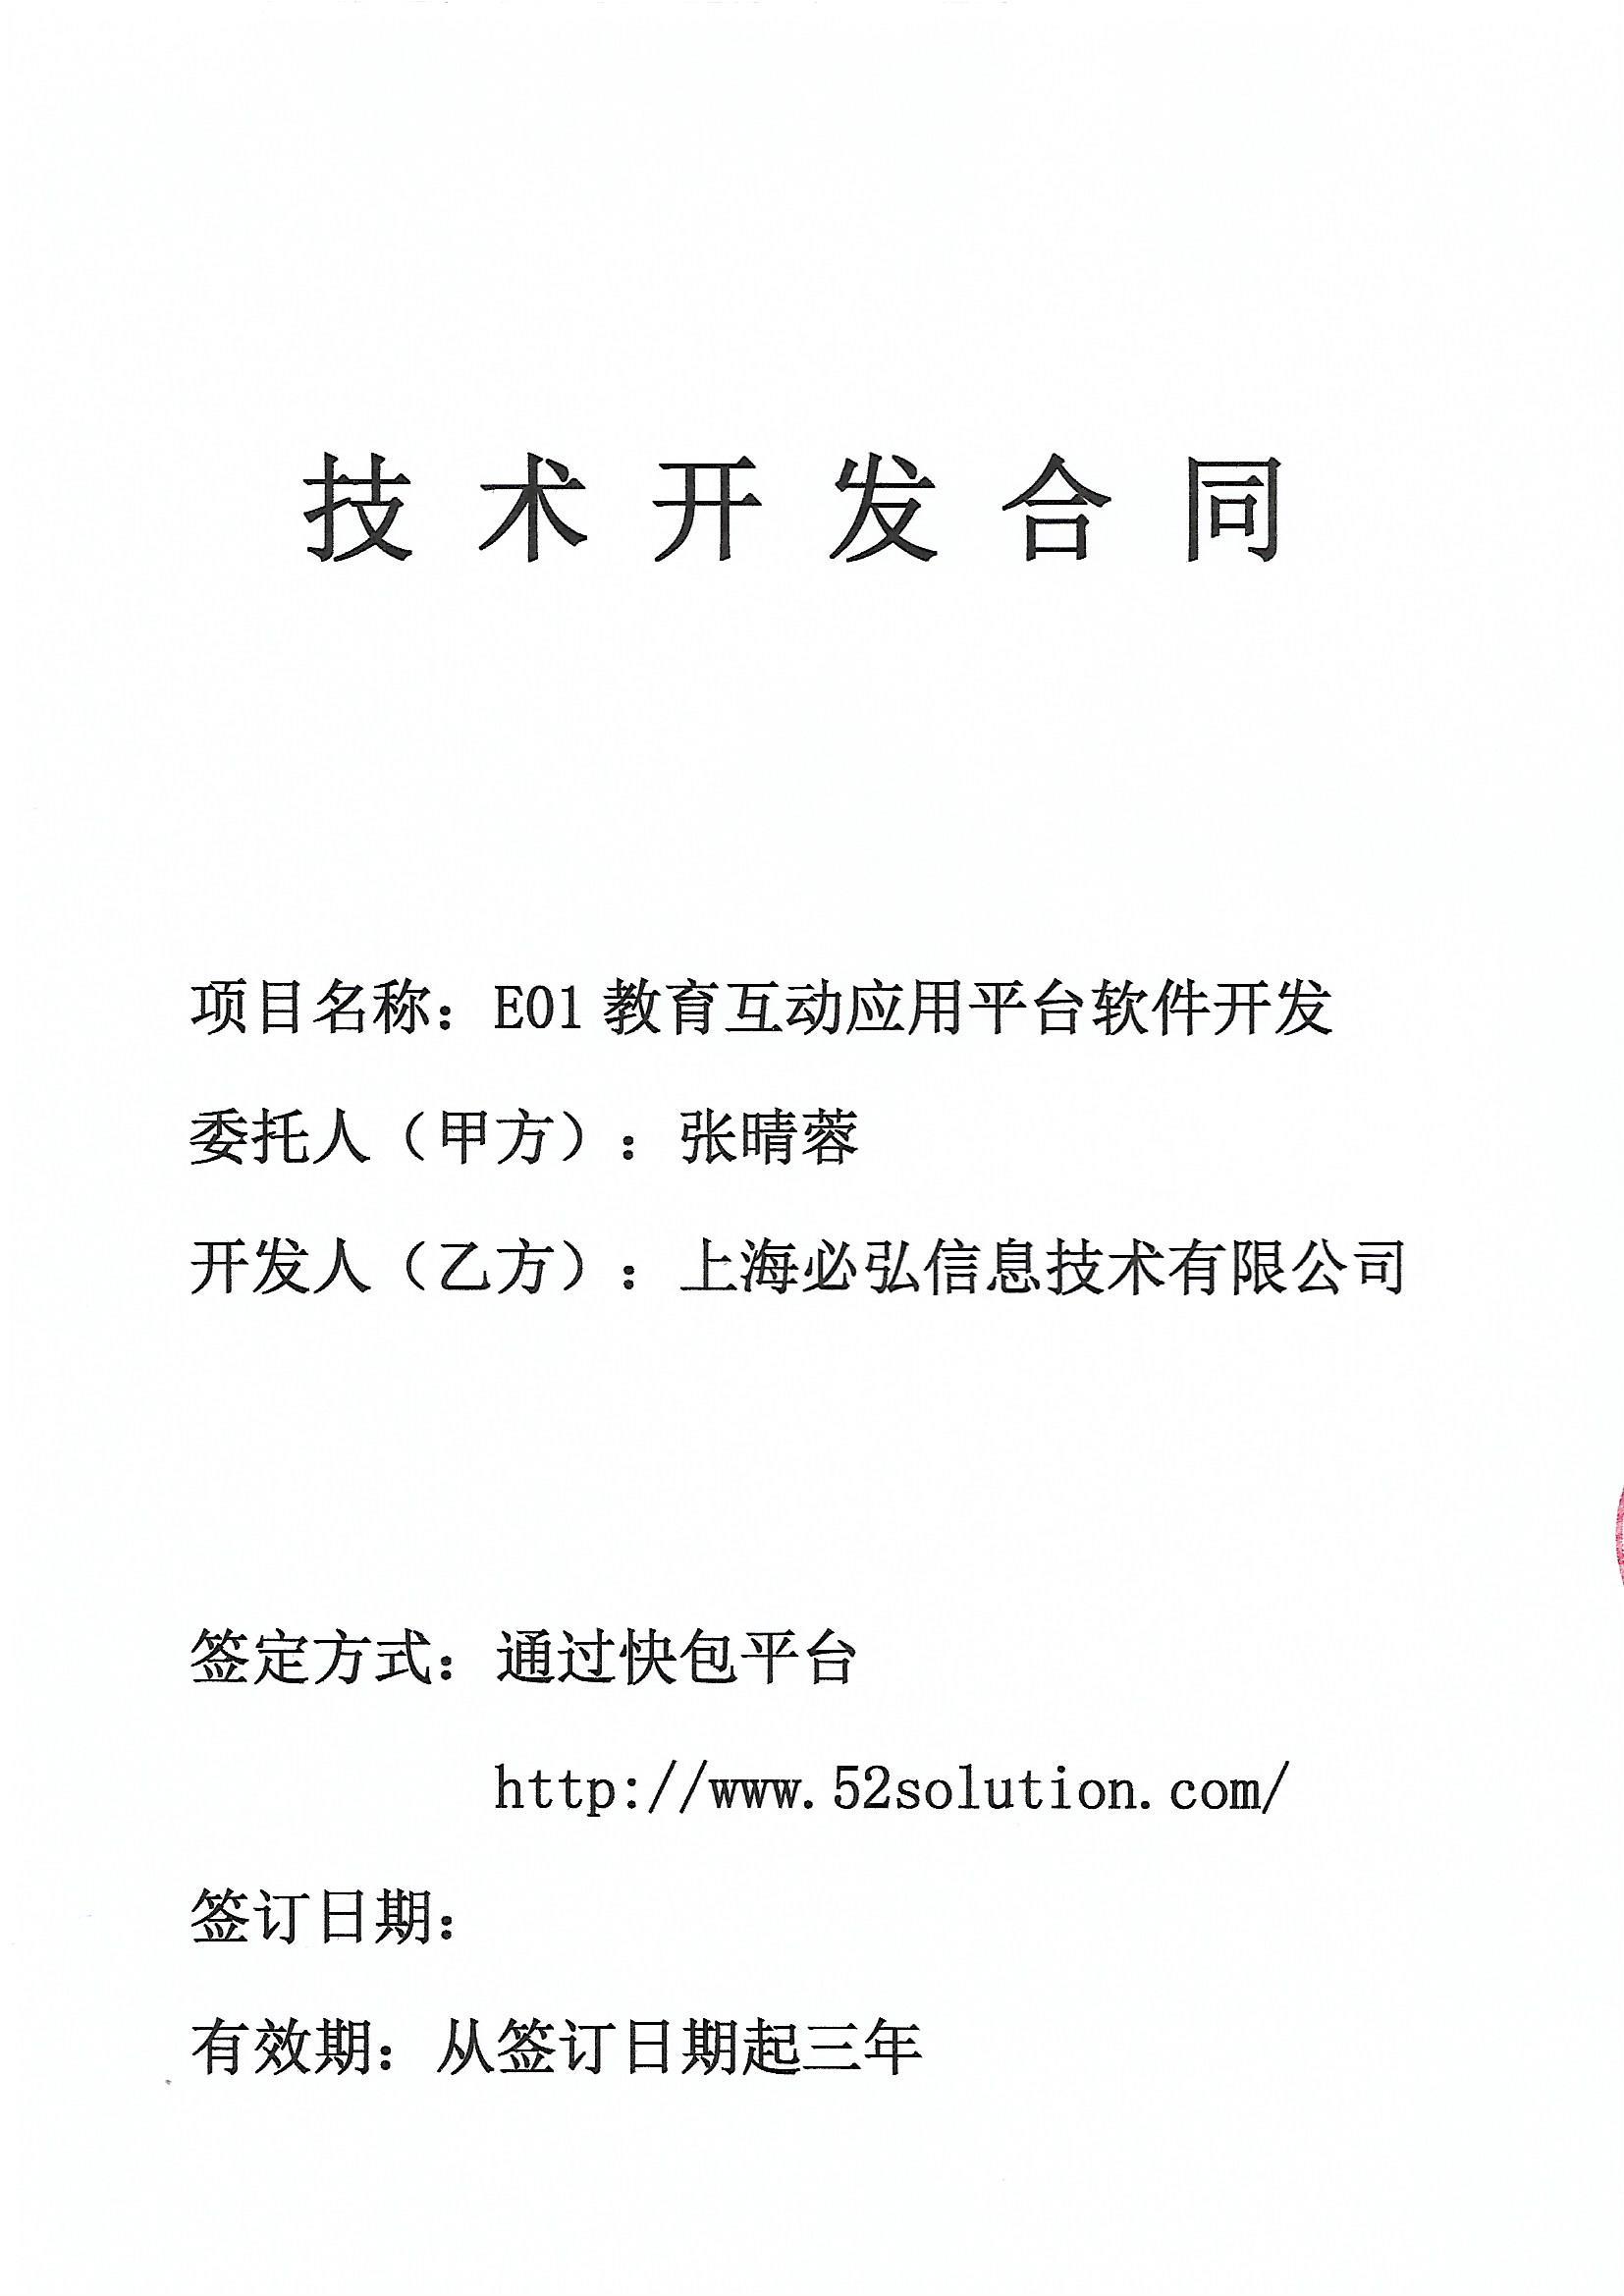 技术开发合同
项目名称：E01教育互动应用平台软件开发
委托人（甲方）：张晴蓉
开发人（乙方）：上海必弘信息技术有限公司
签定方式：通过快包平台
http://www.52solution.com/
签订日期：
有效期：从签订日期起三年